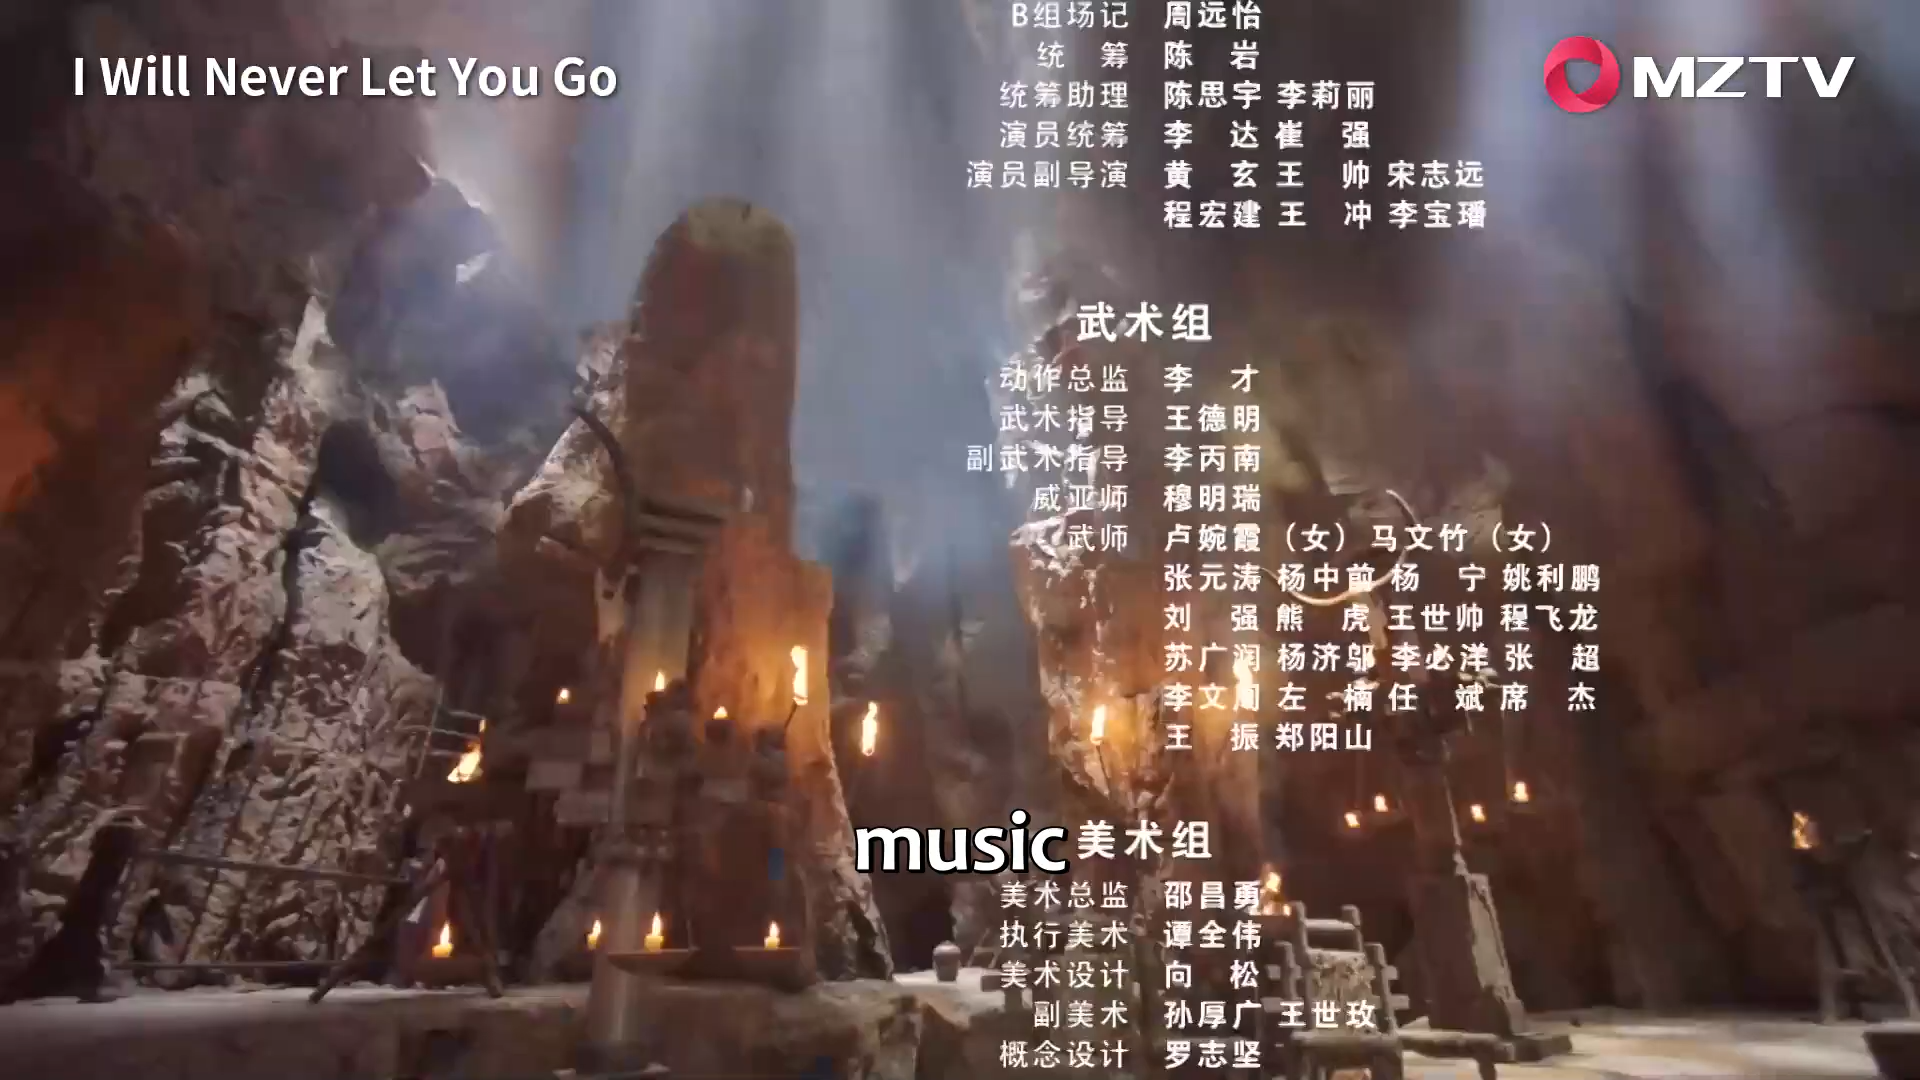 I Will Never Let You Go
MZTV
B组场记 周远怡
统 筹 陈 岩
统筹助理 陈思宇 李莉丽
演员统筹 李 达 崔 强
演员副导演 黄 玄 王 帅 宋志远
程宏建 王 冲 李宝璠
武术组
动作总监 李 才
武术指导 王德明
副武术指导 李丙南
威亚师 穆明瑞
武师 卢婉霞（女）马文竹（女）
张元涛 杨中前 杨 宁 姚利鹏
刘 强 熊 虎 王世帅 程飞龙
苏广润 杨济邬 李必洋 张 超
李文周 左 楠 任 斌 席 杰
王 振 郑阳山
music
美术组
美术总监 邵昌勇
执行美术 谭全伟
美术设计 向 松
副美术 孙厚广 王世玫
概念设计 罗志坚